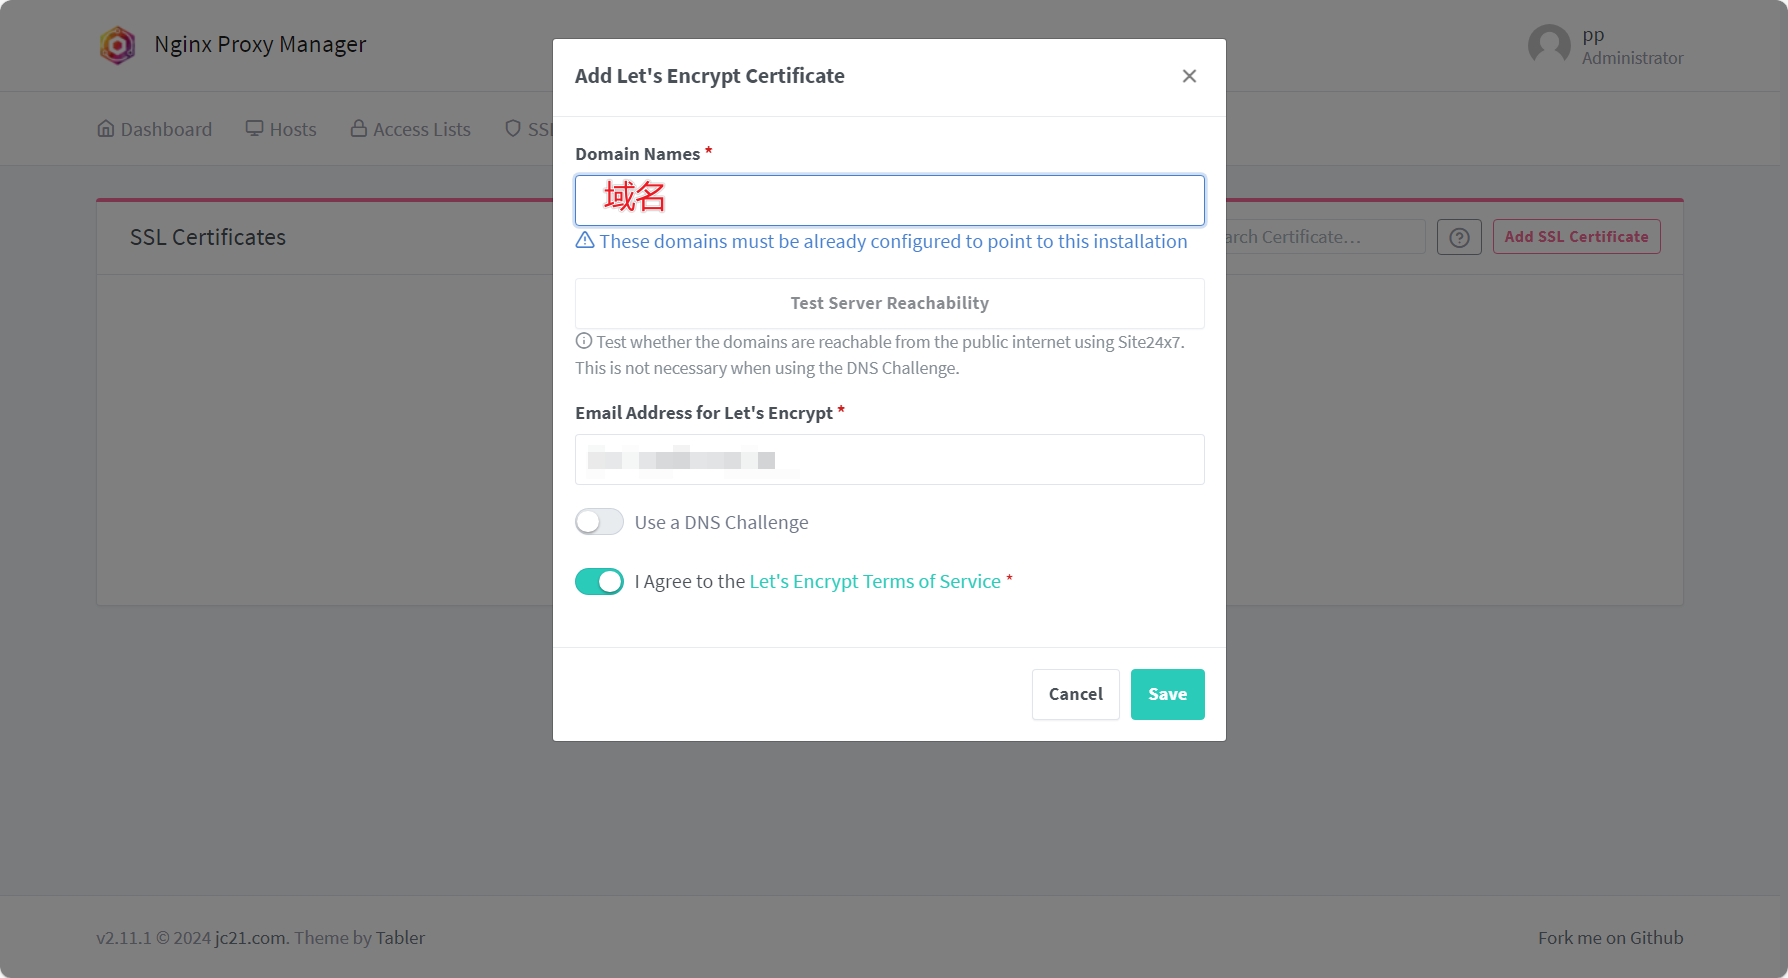 Nginx Proxy Manager
pp
Administrator
Dashboard
Hosts
Access Lists
SSL Certificates
Search Certificate…
Add SSL Certificate
Add Let's Encrypt Certificate
Domain Names *
域名
These domains must be already configured to point to this installation
Test Server Reachability
Test whether the domains are reachable from the public internet using Site24x7.
This is not necessary when using the DNS Challenge.
Email Address for Let's Encrypt *
Use a DNS Challenge
I Agree to the Let's Encrypt Terms of Service *
Cancel
Save
v2.11.1 © 2024 jc21.com. Theme by Tabler
Fork me on Github